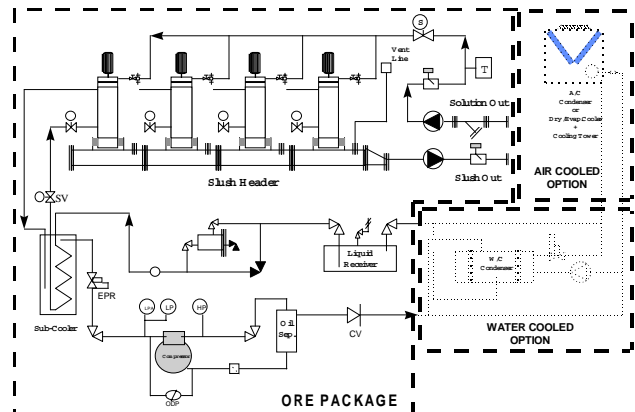 S
Vent
Line
T
Solution Out
Slush Header
Slush Out
A/C
Condenser
or
Dry/Evap.Cooler
+
Cooling Tower
AIR COOLED
OPTION
SV
Liquid
Receiver
W/C
Condenser
EPR
Sub-Cooler
LPA
LP
HP
Oil
Sep.
CV
Compressor
ODP
WATER COOLED
OPTION
ORE PACKAGE